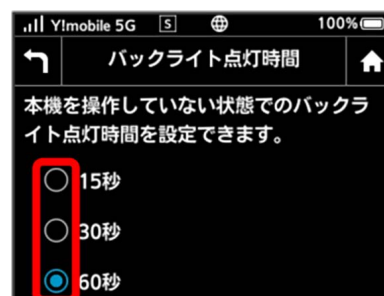 Y!mobile 5G S 100%
バックライト点灯時間
本機を操作していない状態でのバックラ
イト点灯時間を設定できます。
15秒
30秒
60秒